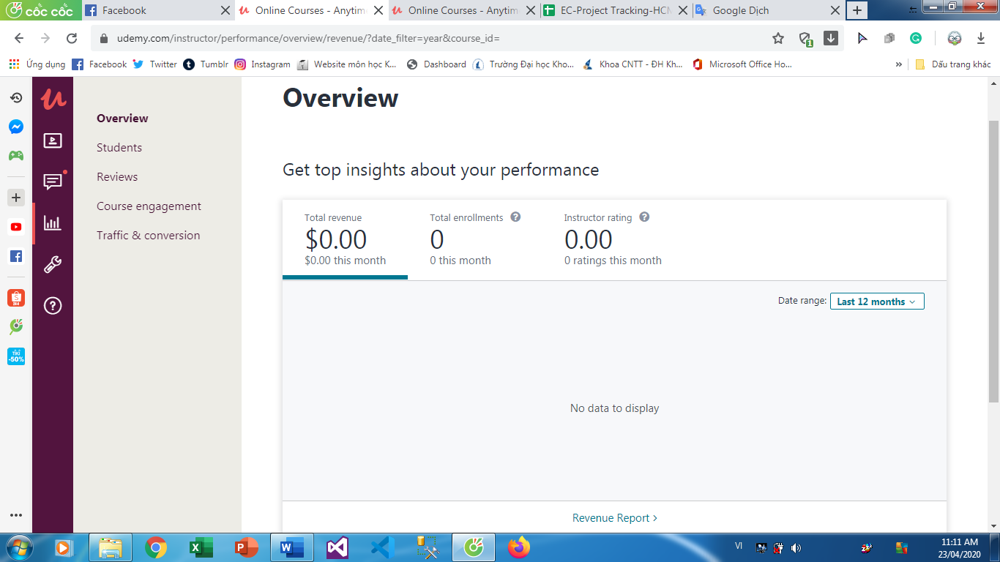 cốc cốc
Facebook
Online Courses - Anytim
Online Courses - Anytim
EC-Project Tracking-HCM
Google Dịch
udemy.com/instructor/performance/overview/revenue/?date_filter=year&course_id=
1
Ứng dụng
Facebook
Twitter
Tumblr
Instagram
Website môn học K...
Dashboard
Trường Đại học Kho...
Khoa CNTT - ĐH Kh...
Microsoft Office Ho...
»
Dấu trang khác
Overview
Students
Reviews
Course engagement
Traffic & conversion
Overview
Get top insights about your performance
Total revenue
$0.00
$0.00 this month
Total enrollments
0
0 this month
Instructor rating
0.00
0 ratings this month
Date range: Last 12 months
No data to display
Revenue Report >
TIKI
-50%
VI
11:11 AM
23/04/2020